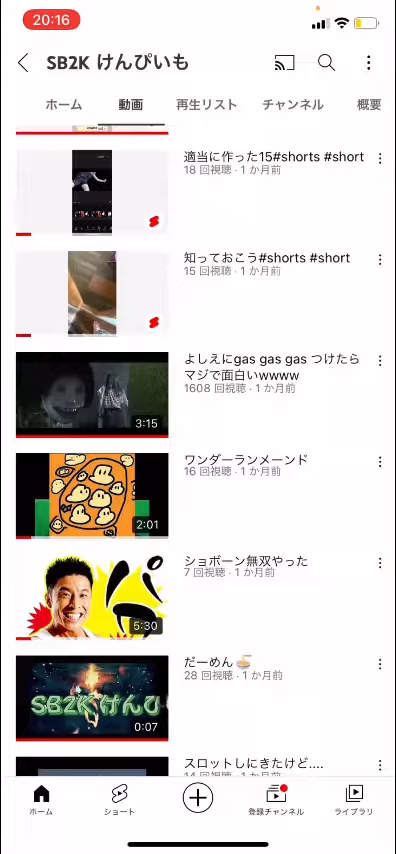 20:16
SB2K けんぴいも
ホーム 動画 再生リスト チャンネル 概要
適当に作った15#shorts #short
18 回視聴 · 1 か月前
知っておこう#shorts #short
15 回視聴 · 1 か月前
よしえにgas gas gas つけたら
マジで面白いwwww
1608 回視聴 · 1 か月前
3:15
ワンダーランメーンド
16 回視聴 · 1 か月前
2:01
ショボーン無双やった
7 回視聴 · 1 か月前
5:30
だーめん🍜
28 回視聴 · 1 か月前
SB2Kけんぴ
0:07
スロットしにきたけど....
14 回視聴 · 1 か月前
ホーム ショート 登録チャンネル ライブラリ